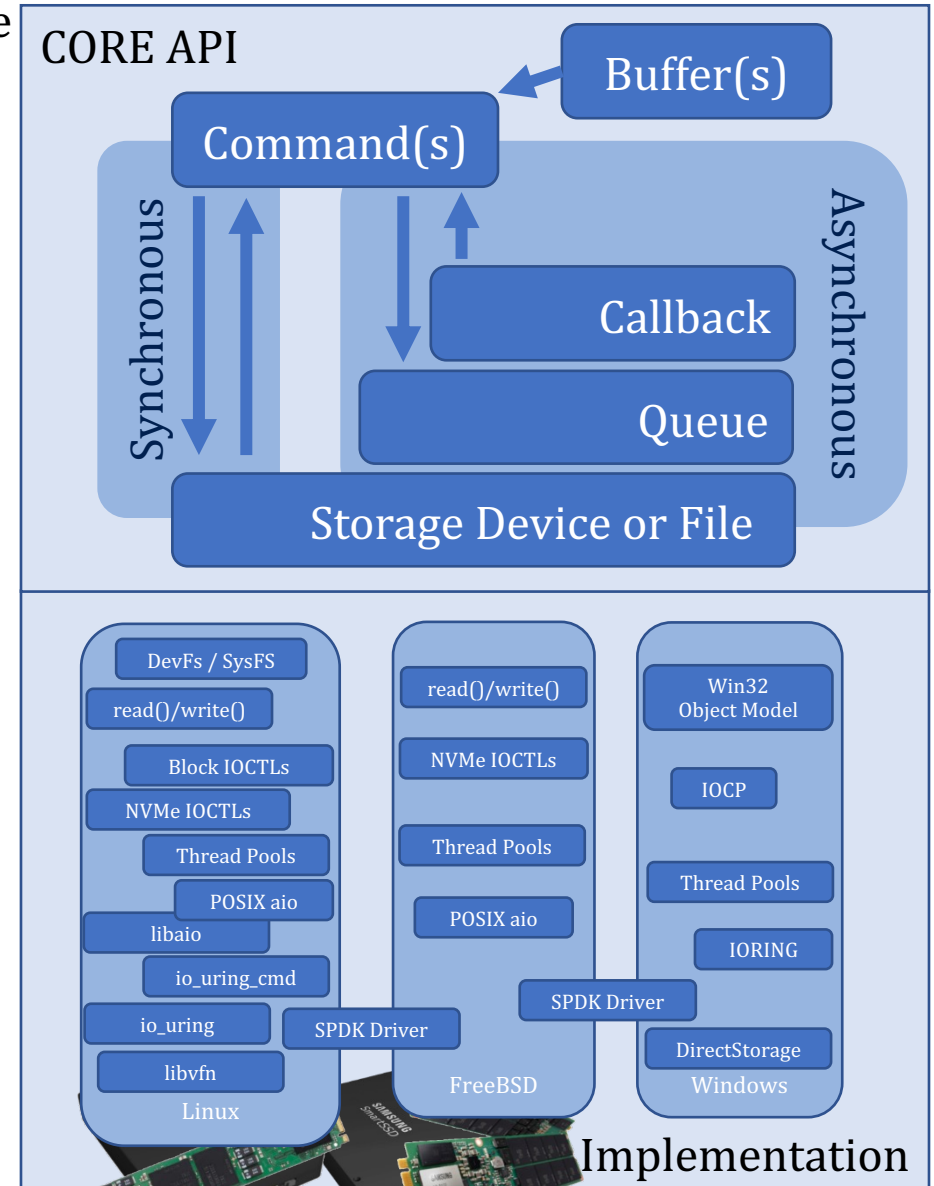 e
CORE API
Buffer(s)
Command(s)
Synchronous
Asynchronous
Callback
Queue
Storage Device or File
DevFs / SysFS
read()/write()
Block IOCTLs
NVMe IOCTLs
Thread Pools
POSIX aio
libaio
io_uring_cmd
io_uring
libvfn
Linux
SPDK Driver
read()/write()
NVMe IOCTLs
Thread Pools
POSIX aio
FreeBSD
SPDK Driver
Win32
Object Model
IOCP
Thread Pools
IORING
DirectStorage
Windows
SAMSUNG
SmartSSD
Implementation